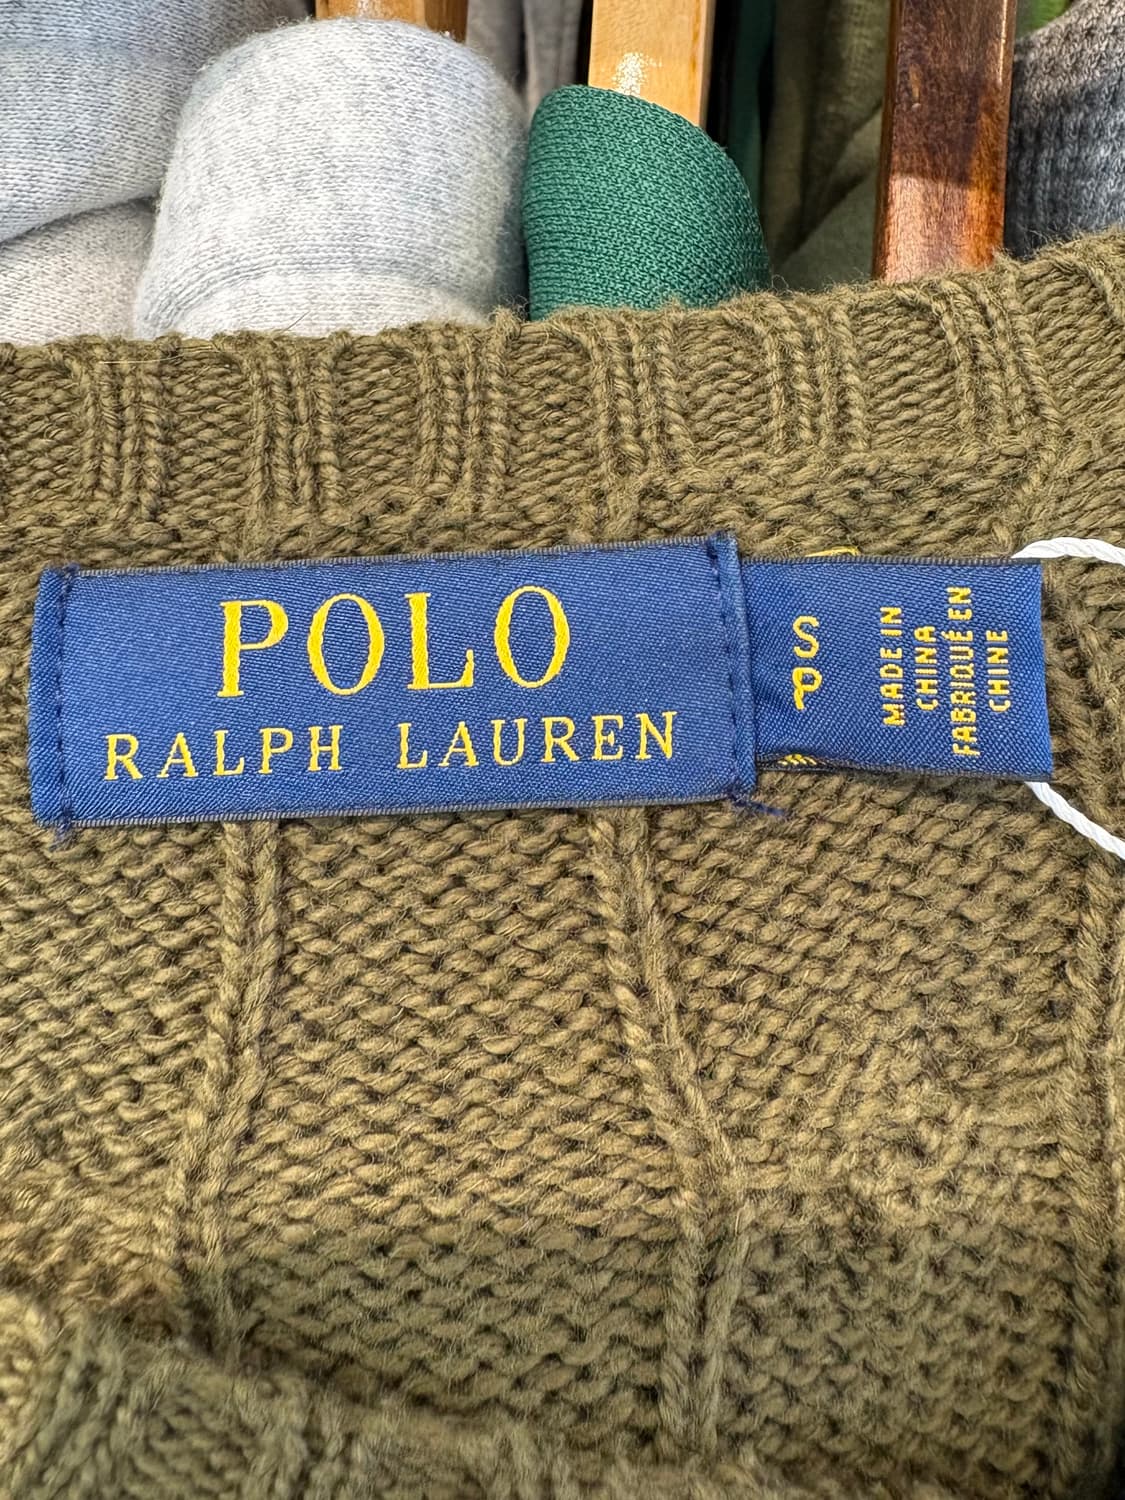 POLO
RALPH LAUREN
S
P
MADE IN
CHINA
FABRIQUÉ EN
CHINE